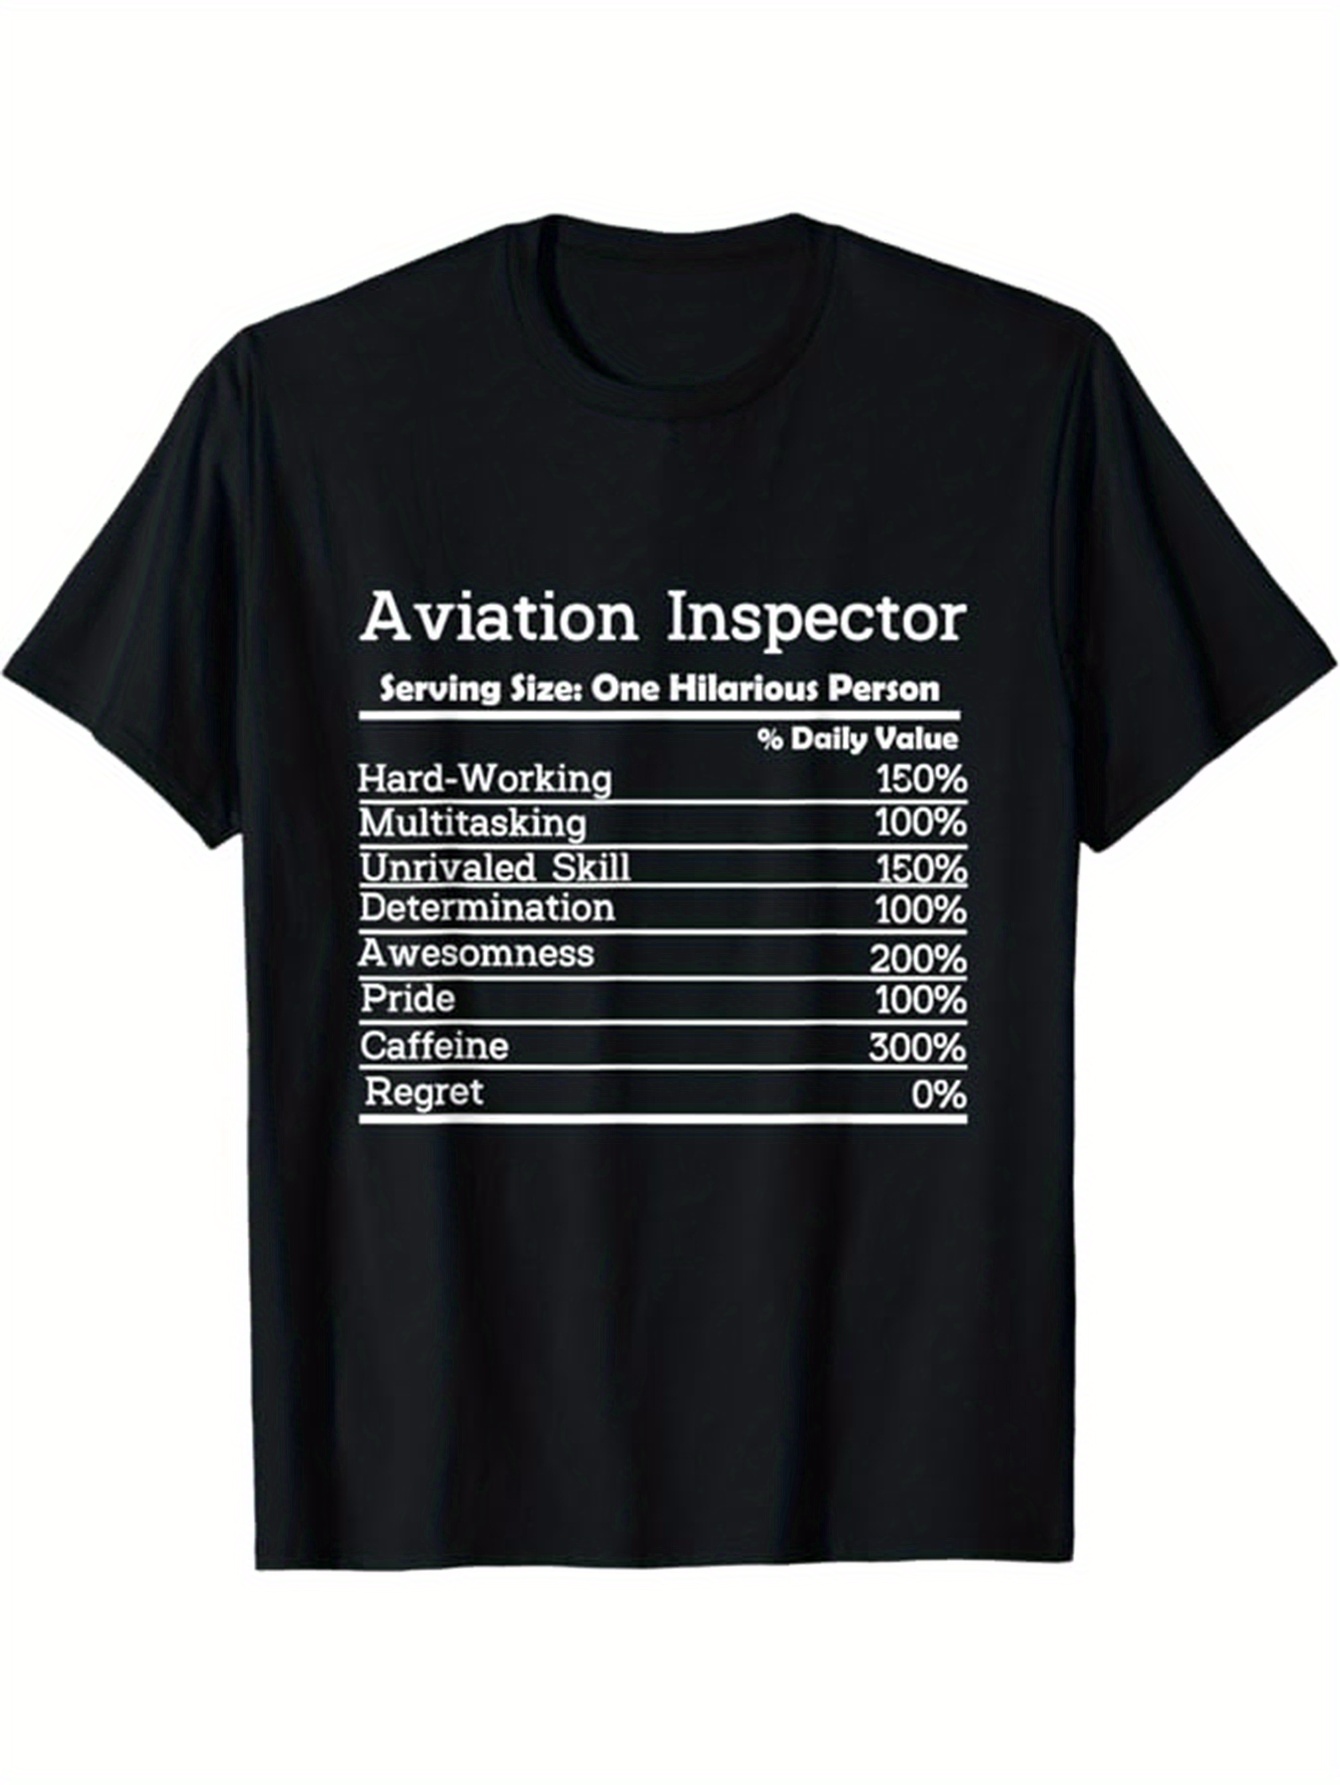 Aviation Inspector
Serving Size: One Hilarious Person
% Daily Value
Hard-Working 150%
Multitasking 100%
Unrivaled Skill 150%
Determination 100%
Awesomness 200%
Pride 100%
Caffeine 300%
Regret 0%